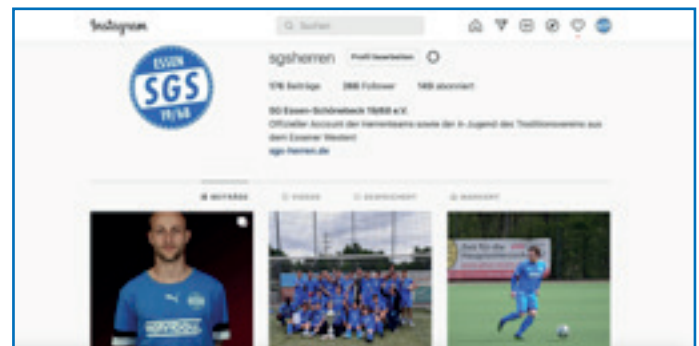 Instagram
Suchen
ESSEN
SGS
19/68
sgsherren Profil bearbeiten
176 Beiträge 266 Follower 149 abonniert
SG Essen-Schönebeck 19/68 e.V.
Offizieller Account der Herrenteams sowie der A-Jugend des Traditionsvereins aus
dem Essener Westen!
sgs-herren.de
BEITRÄGE VIDEOS GESPEICHERT MARKIERT